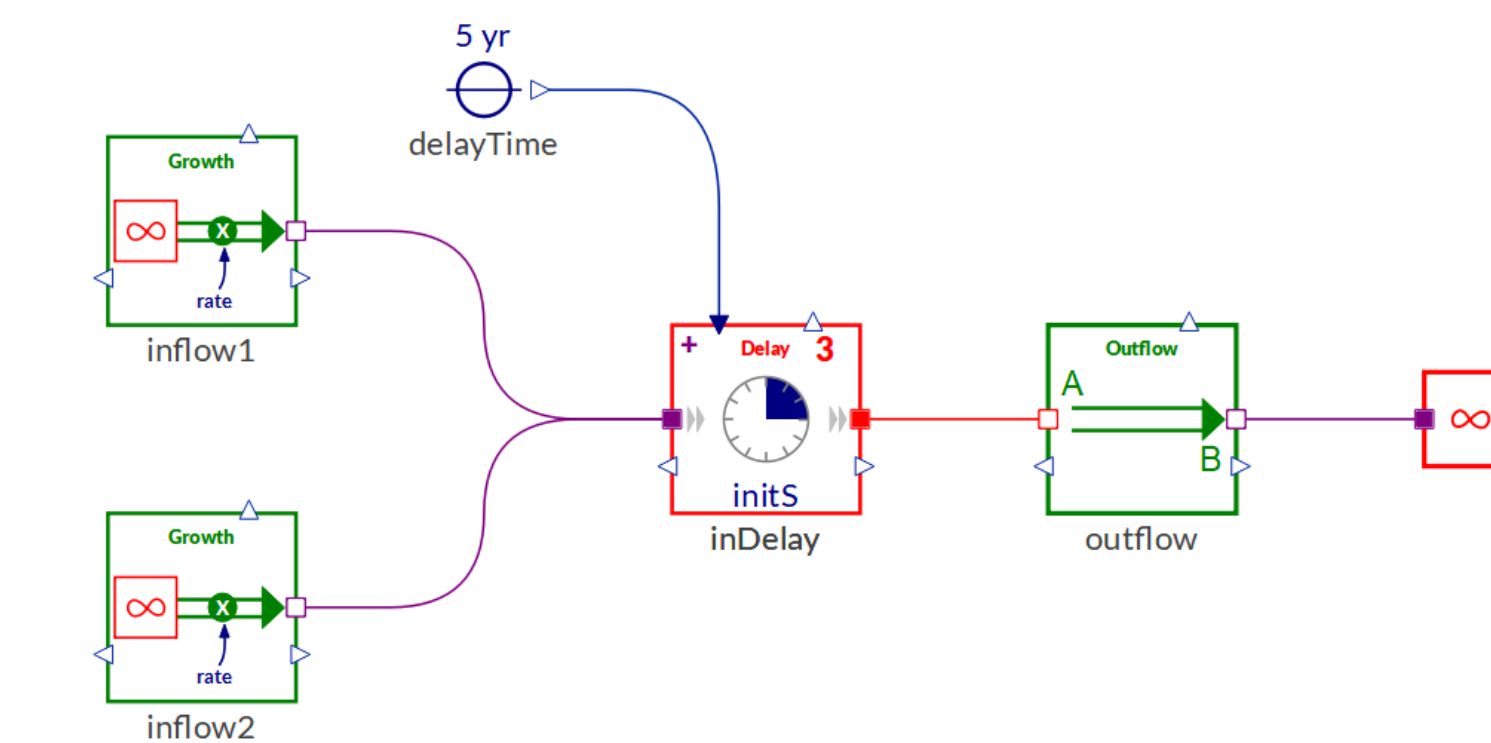 5 yr
delayTime
Growth
∞
X
rate
inflow1
+
Delay
3
initS
inDelay
Outflow
A
B
outflow
∞
Growth
∞
X
rate
inflow2